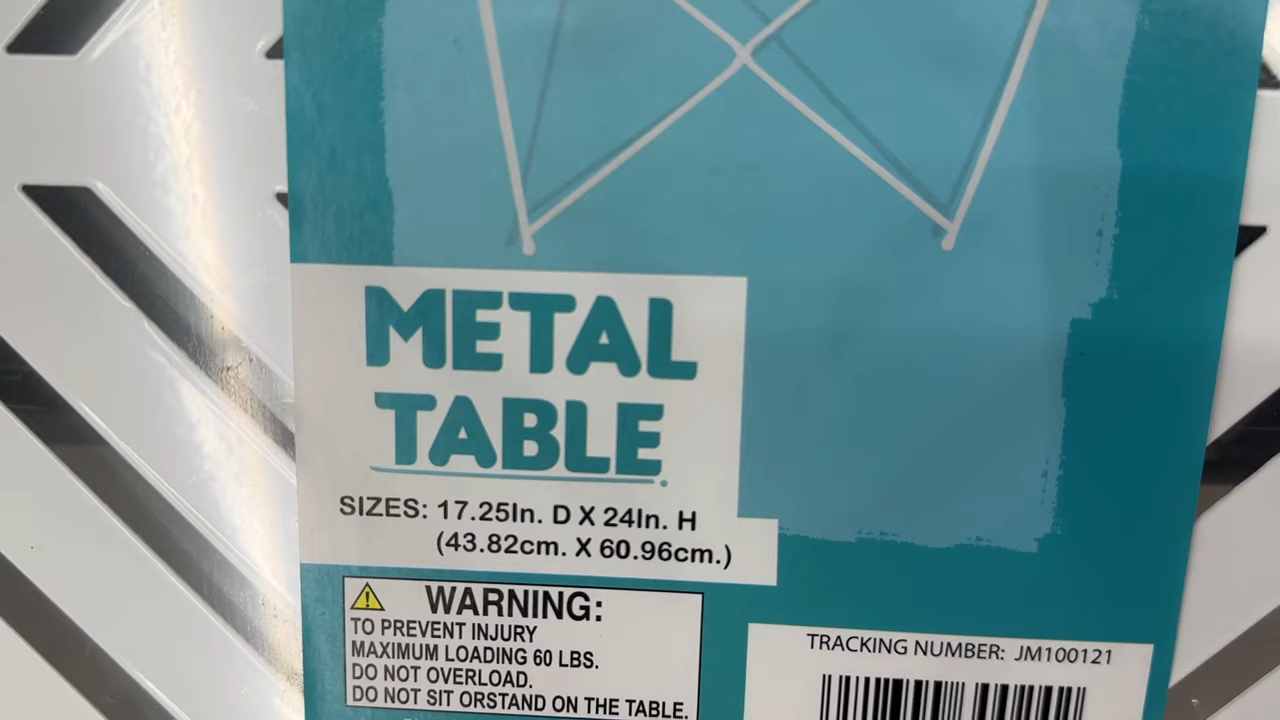 METAL
TABLE
SIZES: 17.25In. D X 24In. H
(43.82cm. X 60.96cm.)
WARNING:
TO PREVENT INJURY
MAXIMUM LOADING 60 LBS.
DO NOT OVERLOAD.
DO NOT SIT ORSTAND ON THE TABLE.
TRACKING NUMBER: JM100121